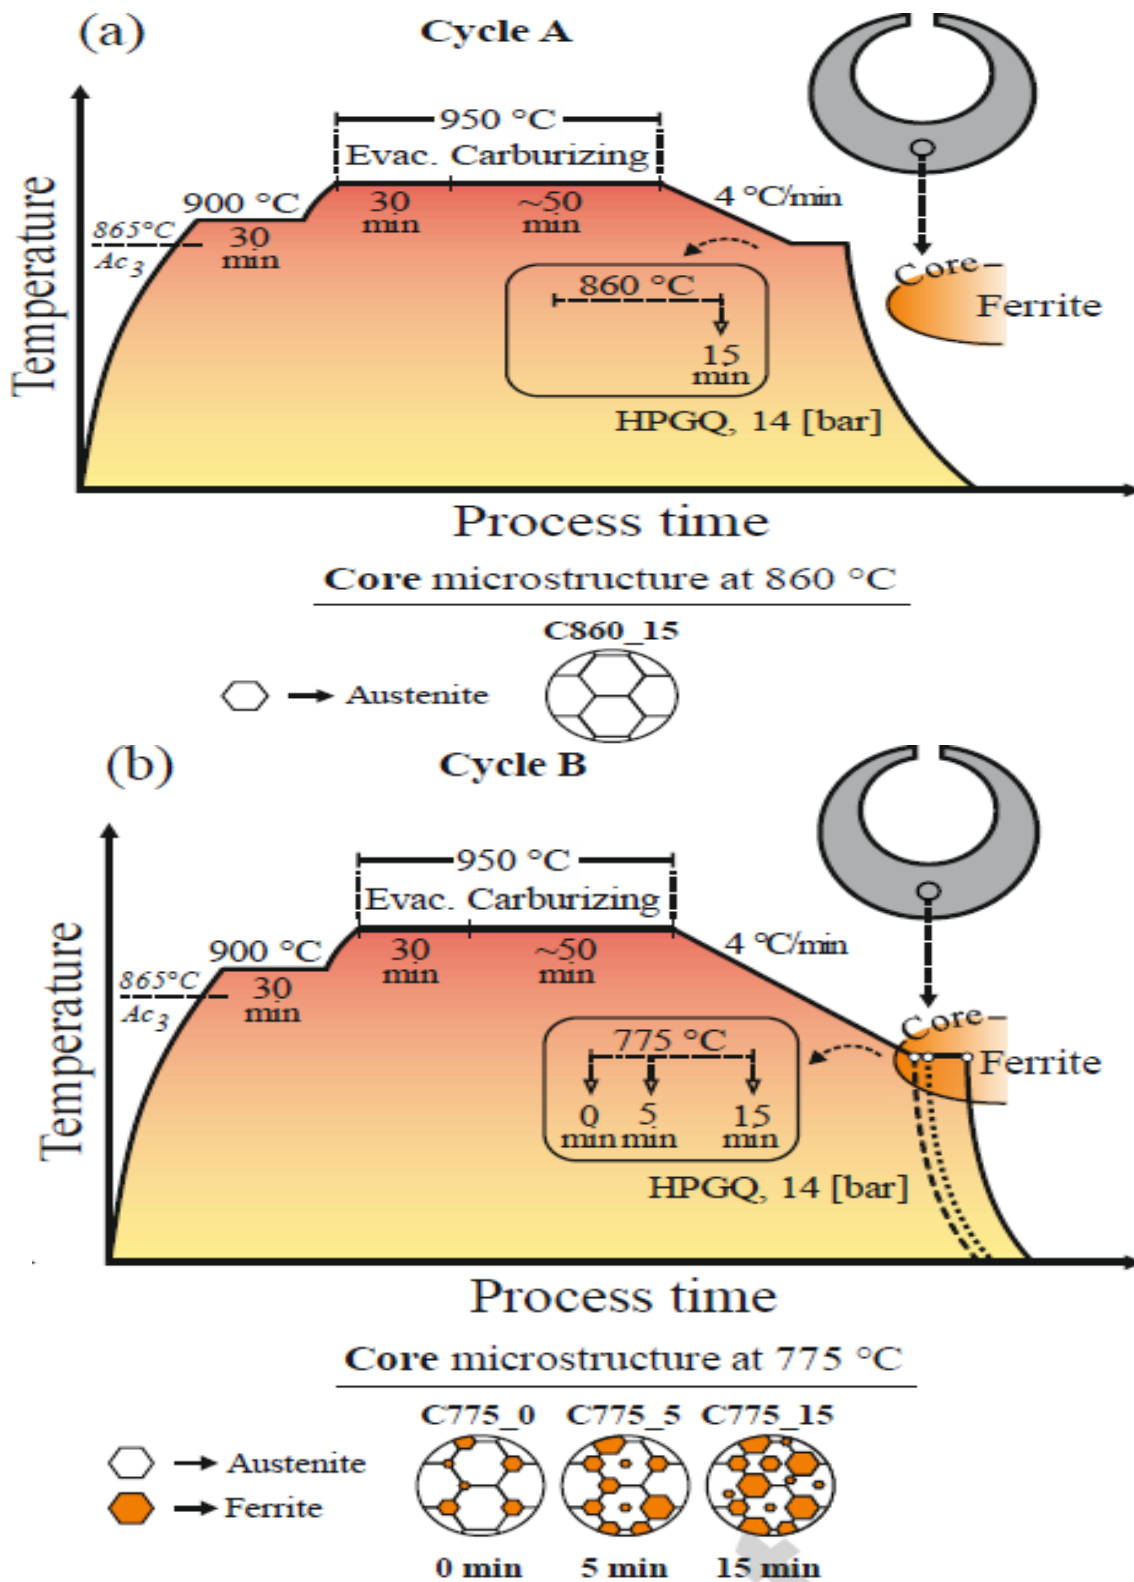 (a)
Cycle A
950 °C
Evac. Carburizing
900 °C
30
min
~50
min
4 °C/min
865°C
Ac3
30
min
860 °C
15
min
Core
Ferrite
HPGQ, 14 [bar]
Temperature
Process time
Core microstructure at 860 °C
C860_15
Austenite
(b)
Cycle B
950 °C
Evac. Carburizing
900 °C
30
min
~50
min
4 °C/min
865°C
Ac3
30
min
775 °C
0
min
5
min
15
min
Core
Ferrite
HPGQ, 14 [bar]
Temperature
Process time
Core microstructure at 775 °C
C775_0 C775_5 C775_15
Austenite
Ferrite
0 min 5 min 15 min